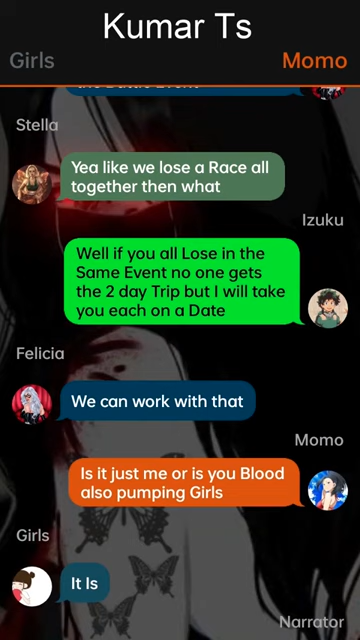 Kumar Ts
Girls
Momo
the Battle Event
Stella
Yea like we lose a Race all
together then what
Izuku
Well if you all Lose in the
Same Event no one gets
the 2 day Trip but I will take
you each on a Date
Felicia
We can work with that
Momo
Is it just me or is you Blood
also pumping Girls
Girls
It Is
Narrator